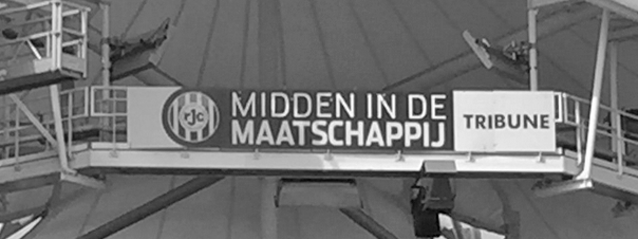 rJC
MIDDEN IN DE
MAATSCHAPPIJ
TRIBUNE